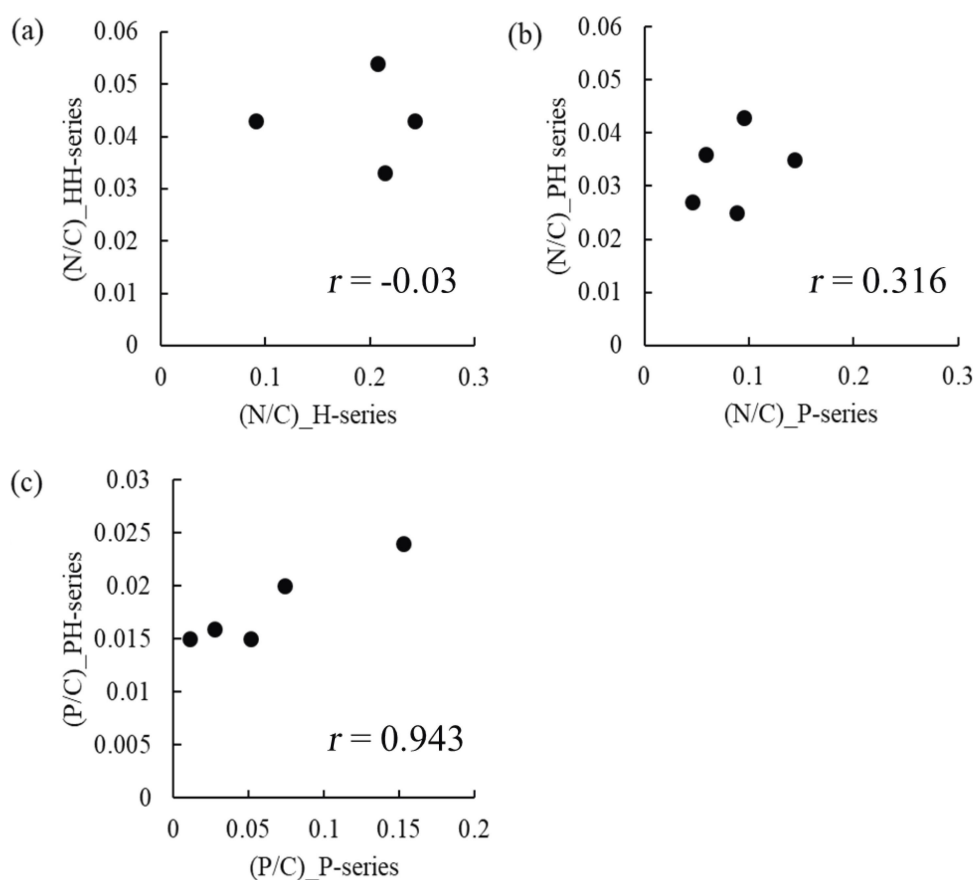 (a)
0.06
0.05
0.04
0.03
0.02
0.01
0
(N/C)_HH-series
r = -0.03
0
0.1
0.2
0.3
(N/C)_H-series
(b)
0.06
0.05
0.04
0.03
0.02
0.01
0
(N/C)_PH series
r = 0.316
0
0.1
0.2
0.3
(N/C)_P-series
(c)
0.03
0.025
0.02
0.015
0.01
0.005
0
(P/C)_PH-series
r = 0.943
0
0.05
0.1
0.15
0.2
(P/C)_P-series